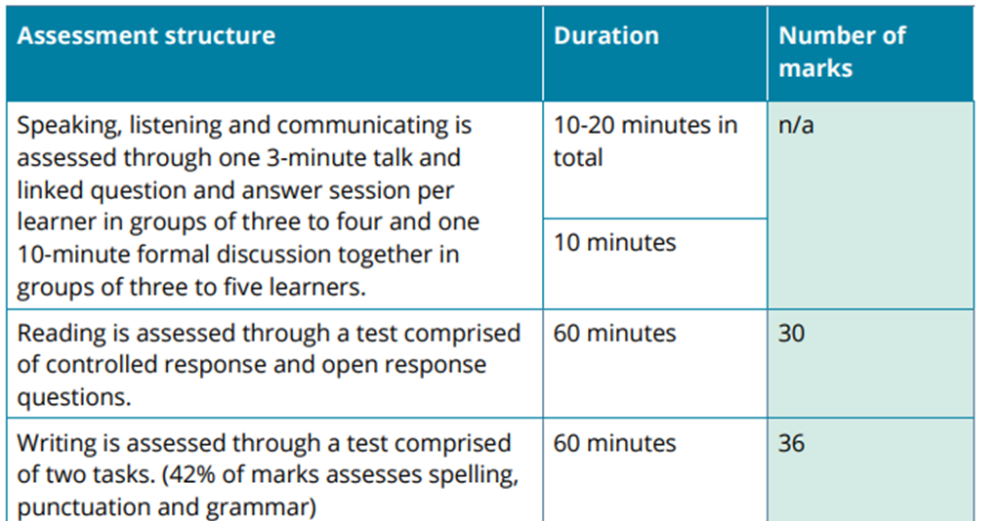 Assessment structure
Duration
Number of
marks
Speaking, listening and communicating is
assessed through one 3-minute talk and
linked question and answer session per
learner in groups of three to four and one
10-minute formal discussion together in
groups of three to five learners.
10-20 minutes in
total
10 minutes
n/a
Reading is assessed through a test comprised
of controlled response and open response
questions.
60 minutes
30
Writing is assessed through a test comprised
of two tasks. (42% of marks assesses spelling,
punctuation and grammar)
60 minutes
36